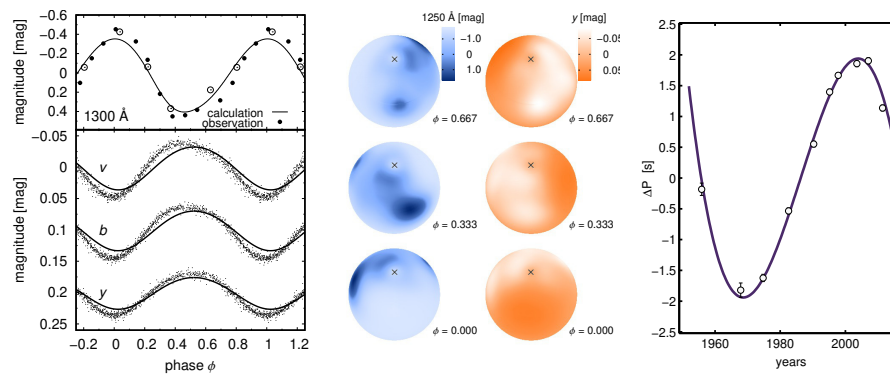 magnitude [mag]
-0.6
-0.4
-0.2
0
0.2
0.4
1300 Å
calculation
observation
magnitude [mag]
-0.05
0
0.05
0.1
0.15
0.2
0.25
v
b
y
-0.2 0 0.2 0.4 0.6 0.8 1 1.2
phase ϕ
1250 Å [mag]
-1.0
0.0
y [mag]
-0.05
0.05
ϕ = 0.667
ϕ = 0.667
ϕ = 0.333
ϕ = 0.333
ϕ = 0.000
ϕ = 0.000
ΔP [s]
2.5
2
1.5
1
0.5
0
-0.5
-1
-1.5
-2
-2.5
1960 1980 2000
years